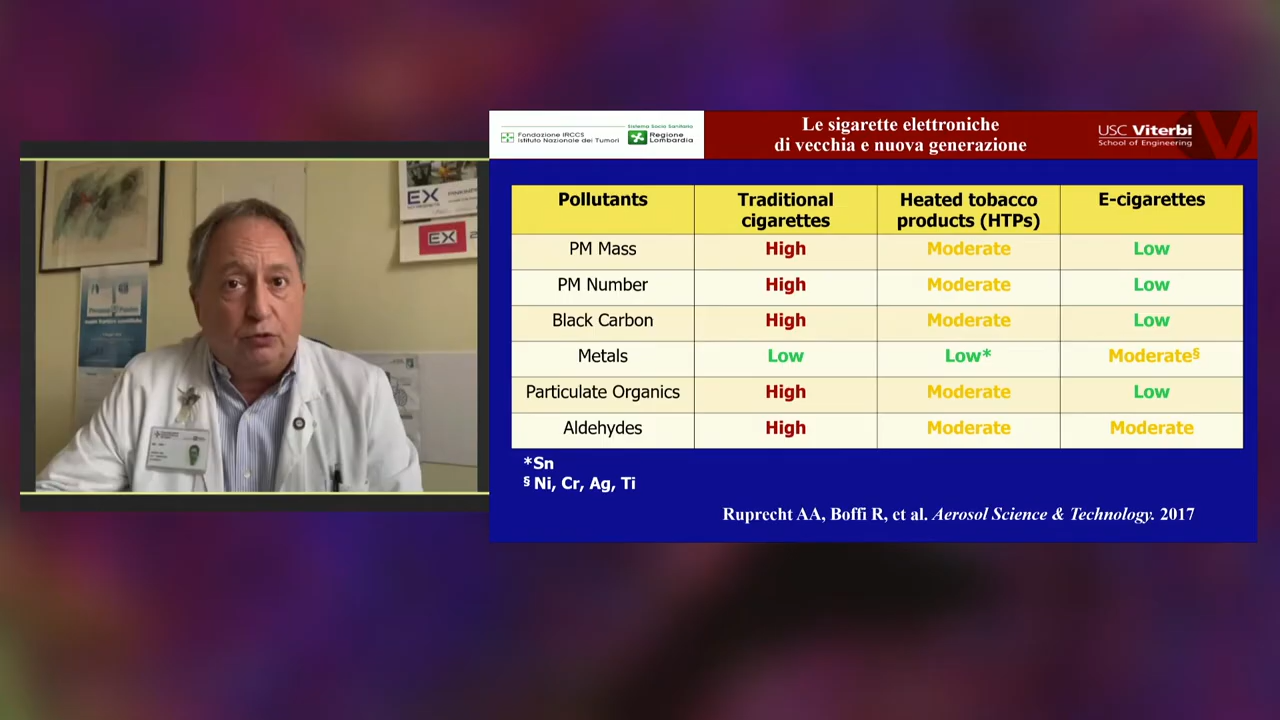 Sistema Socio Sanitario
Fondazione IRCCS
Istituto Nazionale dei Tumori
Regione
Lombardia
Le sigarette elettroniche
di vecchia e nuova generazione
USC Viterbi
School of Engineering
Pollutants
Traditional
cigarettes
Heated tobacco
products (HTPs)
E-cigarettes
PM Mass
High
Moderate
Low
PM Number
High
Moderate
Low
Black Carbon
High
Moderate
Low
Metals
Low
Low*
Moderate§
Particulate Organics
High
Moderate
Low
Aldehydes
High
Moderate
Moderate
*Sn
§ Ni, Cr, Ag, Ti
Ruprecht AA, Boffi R, et al. Aerosol Science & Technology. 2017
EX
EX